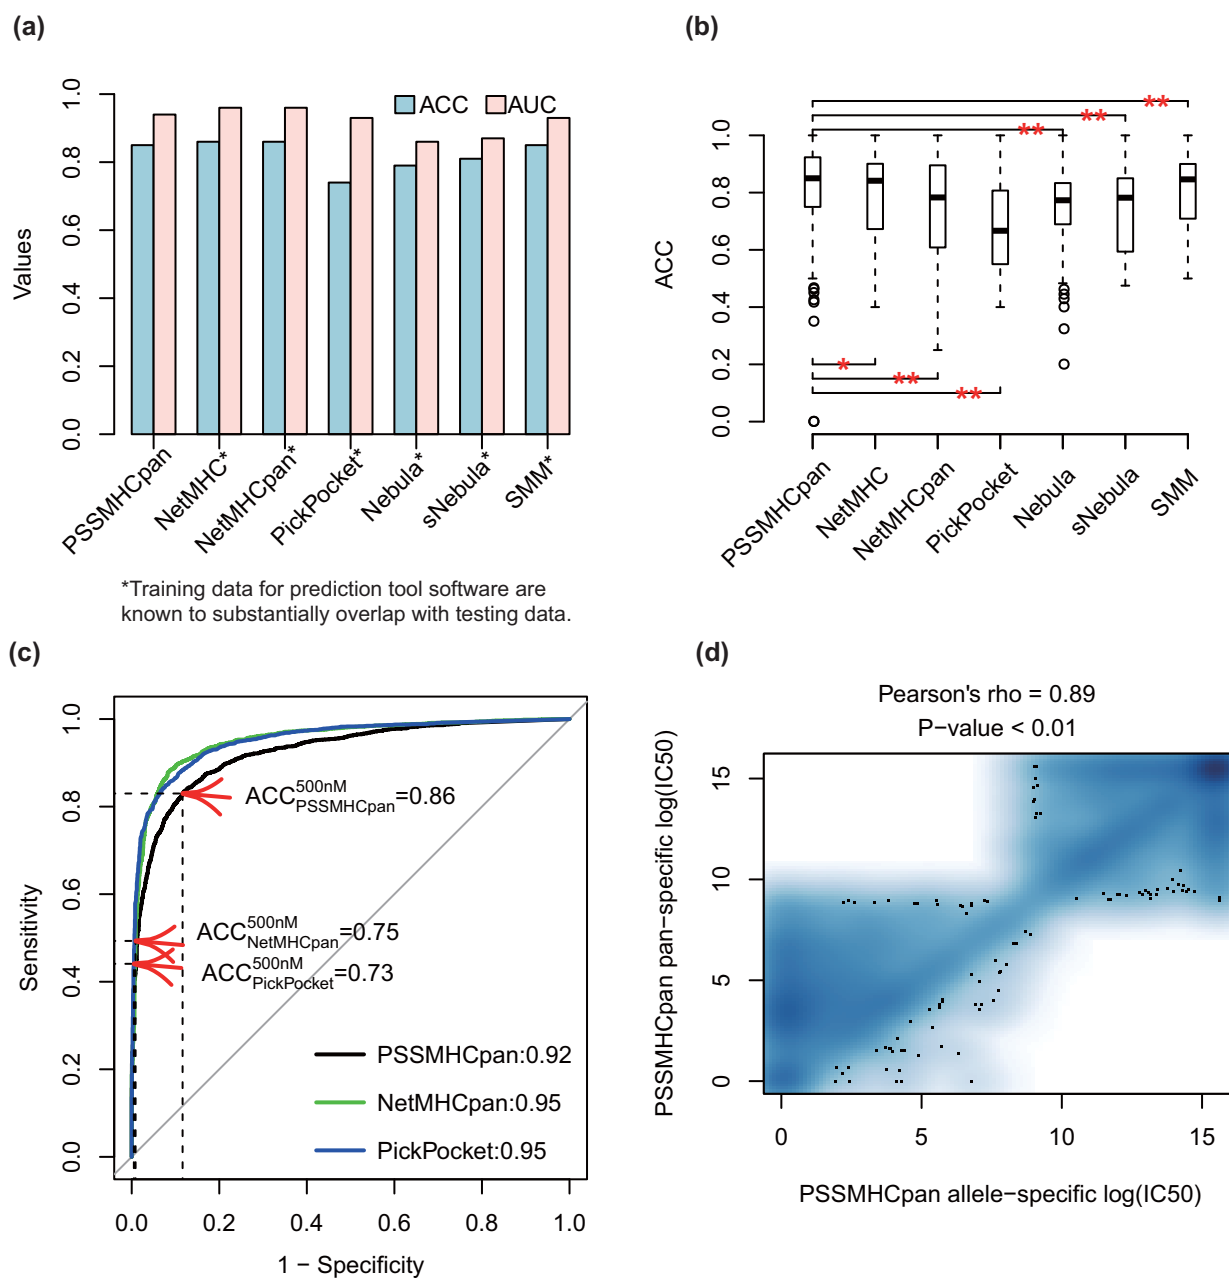 (a)
ACC AUC
Values
0.0 0.2 0.4 0.6 0.8 1.0
PSSMHCpan NetMHC* NetMHCpan* PickPocket* Nebula* sNebula* SMM*
*Training data for prediction tool software are
known to substantially overlap with testing data.
(b)
** ** **
ACC
0.0 0.2 0.4 0.6 0.8 1.0
* ** **
PSSMHCpan NetMHC NetMHCpan PickPocket Nebula sNebula SMM
(c)
Sensitivity
0.0 0.2 0.4 0.6 0.8 1.0
ACC500nM PSSMHCpan=0.86
ACC500nM NetMHCpan=0.75
ACC500nM PickPocket=0.73
PSSMHCpan:0.92
NetMHCpan:0.95
PickPocket:0.95
0.0 0.2 0.4 0.6 0.8 1.0
1 − Specificity
(d)
Pearson's rho = 0.89
P−value < 0.01
PSSMHCpan pan−specific log(IC50)
0 5 10 15
0 5 10 15
PSSMHCpan allele−specific log(IC50)